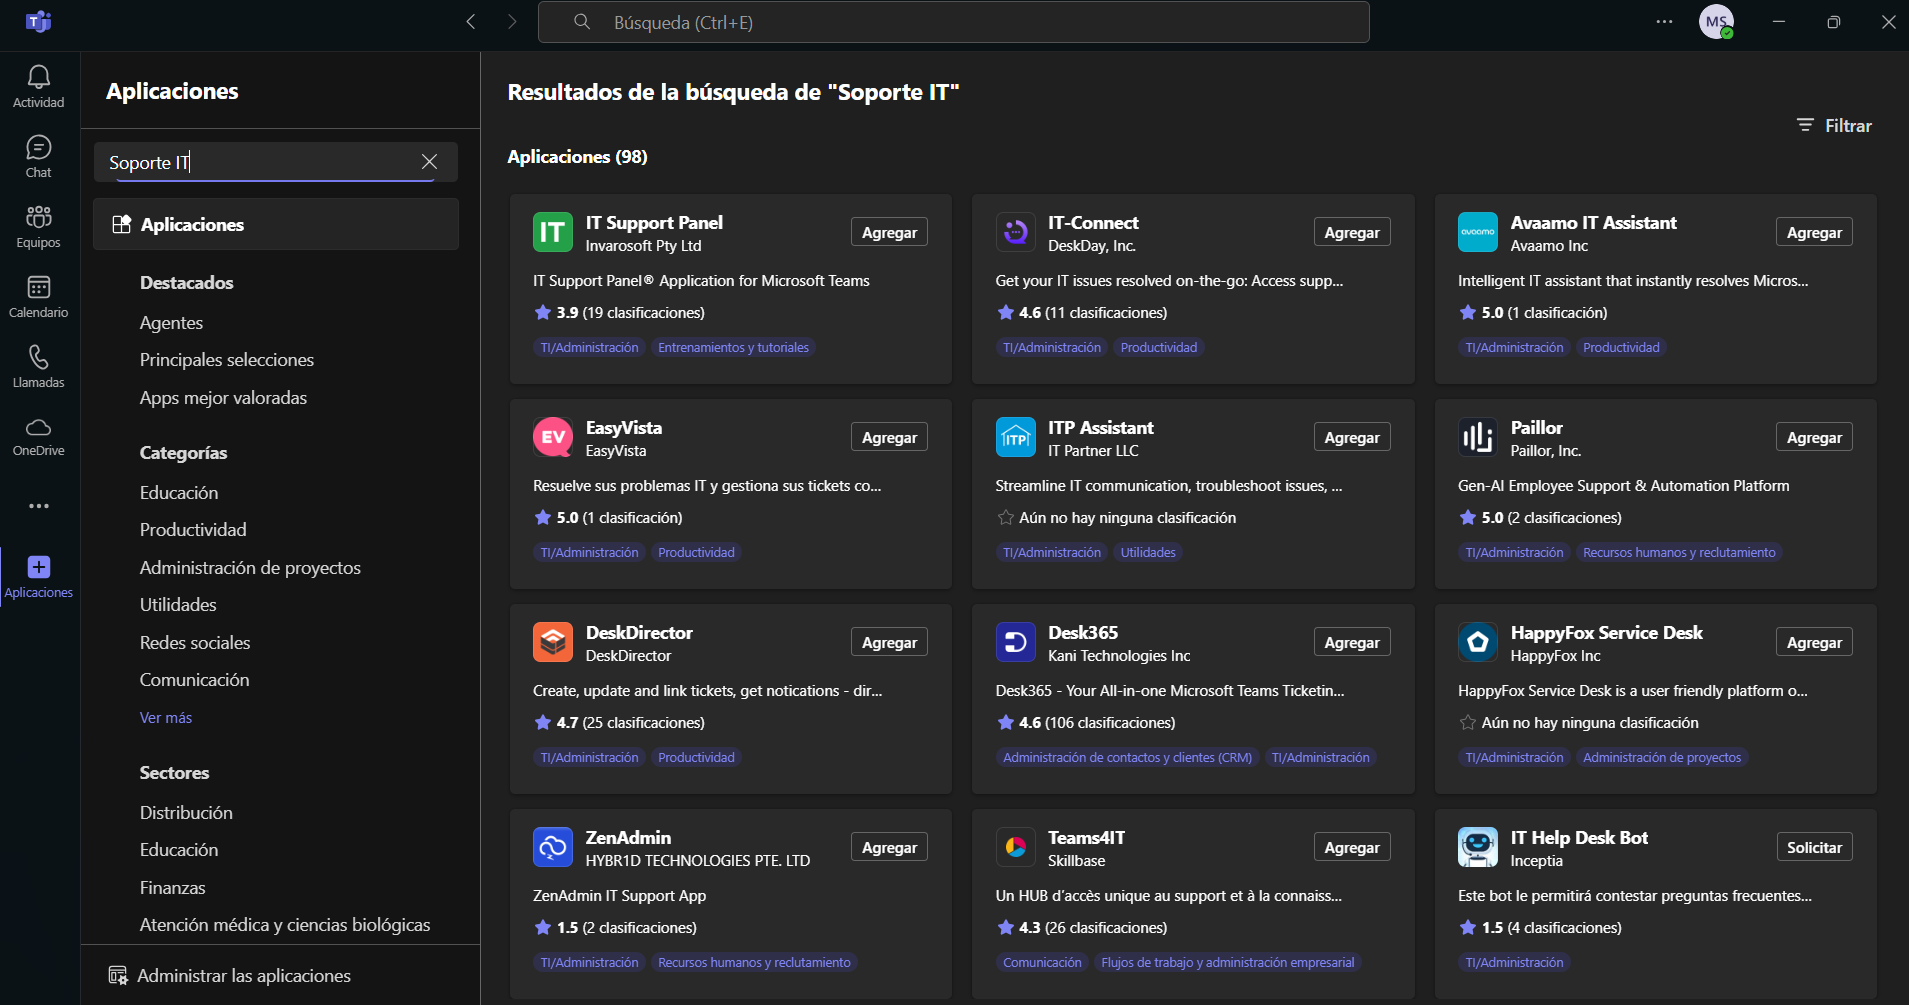 Búsqueda (Ctrl+E)
MS
Actividad
Chat
Equipos
Calendario
Llamadas
OneDrive
Aplicaciones
Aplicaciones
Soporte IT
Aplicaciones
Destacados
Agentes
Principales selecciones
Apps mejor valoradas
Categorías
Educación
Productividad
Administración de proyectos
Utilidades
Redes sociales
Comunicación
Ver más
Sectores
Distribución
Educación
Finanzas
Atención médica y ciencias biológicas
Administrar las aplicaciones
Resultados de la búsqueda de "Soporte IT"
Filtrar
Aplicaciones (98)
IT
IT Support Panel
Invarosoft Pty Ltd
Agregar
IT Support Panel® Application for Microsoft Teams
3.9 (19 clasificaciones)
TI/Administración Entrenamientos y tutoriales
IT-Connect
DeskDay, Inc.
Agregar
Get your IT issues resolved on-the-go: Access supp...
4.6 (11 clasificaciones)
TI/Administración Productividad
avaamo
Avaamo IT Assistant
Avaamo Inc
Agregar
Intelligent IT assistant that instantly resolves Micros...
5.0 (1 clasificación)
TI/Administración Productividad
EV
EasyVista
EasyVista
Agregar
Resuelve sus problemas IT y gestiona sus tickets co...
5.0 (1 clasificación)
TI/Administración Productividad
ITP
ITP Assistant
IT Partner LLC
Agregar
Streamline IT communication, troubleshoot issues, ...
Aún no hay ninguna clasificación
TI/Administración Utilidades
Paillor
Paillor, Inc.
Agregar
Gen-AI Employee Support & Automation Platform
5.0 (2 clasificaciones)
TI/Administración Recursos humanos y reclutamiento
DeskDirector
DeskDirector
Agregar
Create, update and link tickets, get notications - dir...
4.7 (25 clasificaciones)
TI/Administración Productividad
Desk365
Kani Technologies Inc
Agregar
Desk365 - Your All-in-one Microsoft Teams Ticketin...
4.6 (106 clasificaciones)
Administración de contactos y clientes (CRM) TI/Administración
HappyFox Service Desk
HappyFox Inc
Agregar
HappyFox Service Desk is a user friendly platform o...
Aún no hay ninguna clasificación
TI/Administración Administración de proyectos
ZenAdmin
HYBR1D TECHNOLOGIES PTE. LTD
Agregar
ZenAdmin IT Support App
1.5 (2 clasificaciones)
TI/Administración Recursos humanos y reclutamiento
Teams4IT
Skillbase
Agregar
Un HUB d'accès unique au support et à la connaiss...
4.3 (26 clasificaciones)
Comunicación Flujos de trabajo y administración empresarial
IT Help Desk Bot
Inceptia
Solicitar
Este bot le permitirá contestar preguntas frecuentes...
1.5 (4 clasificaciones)
TI/Administración